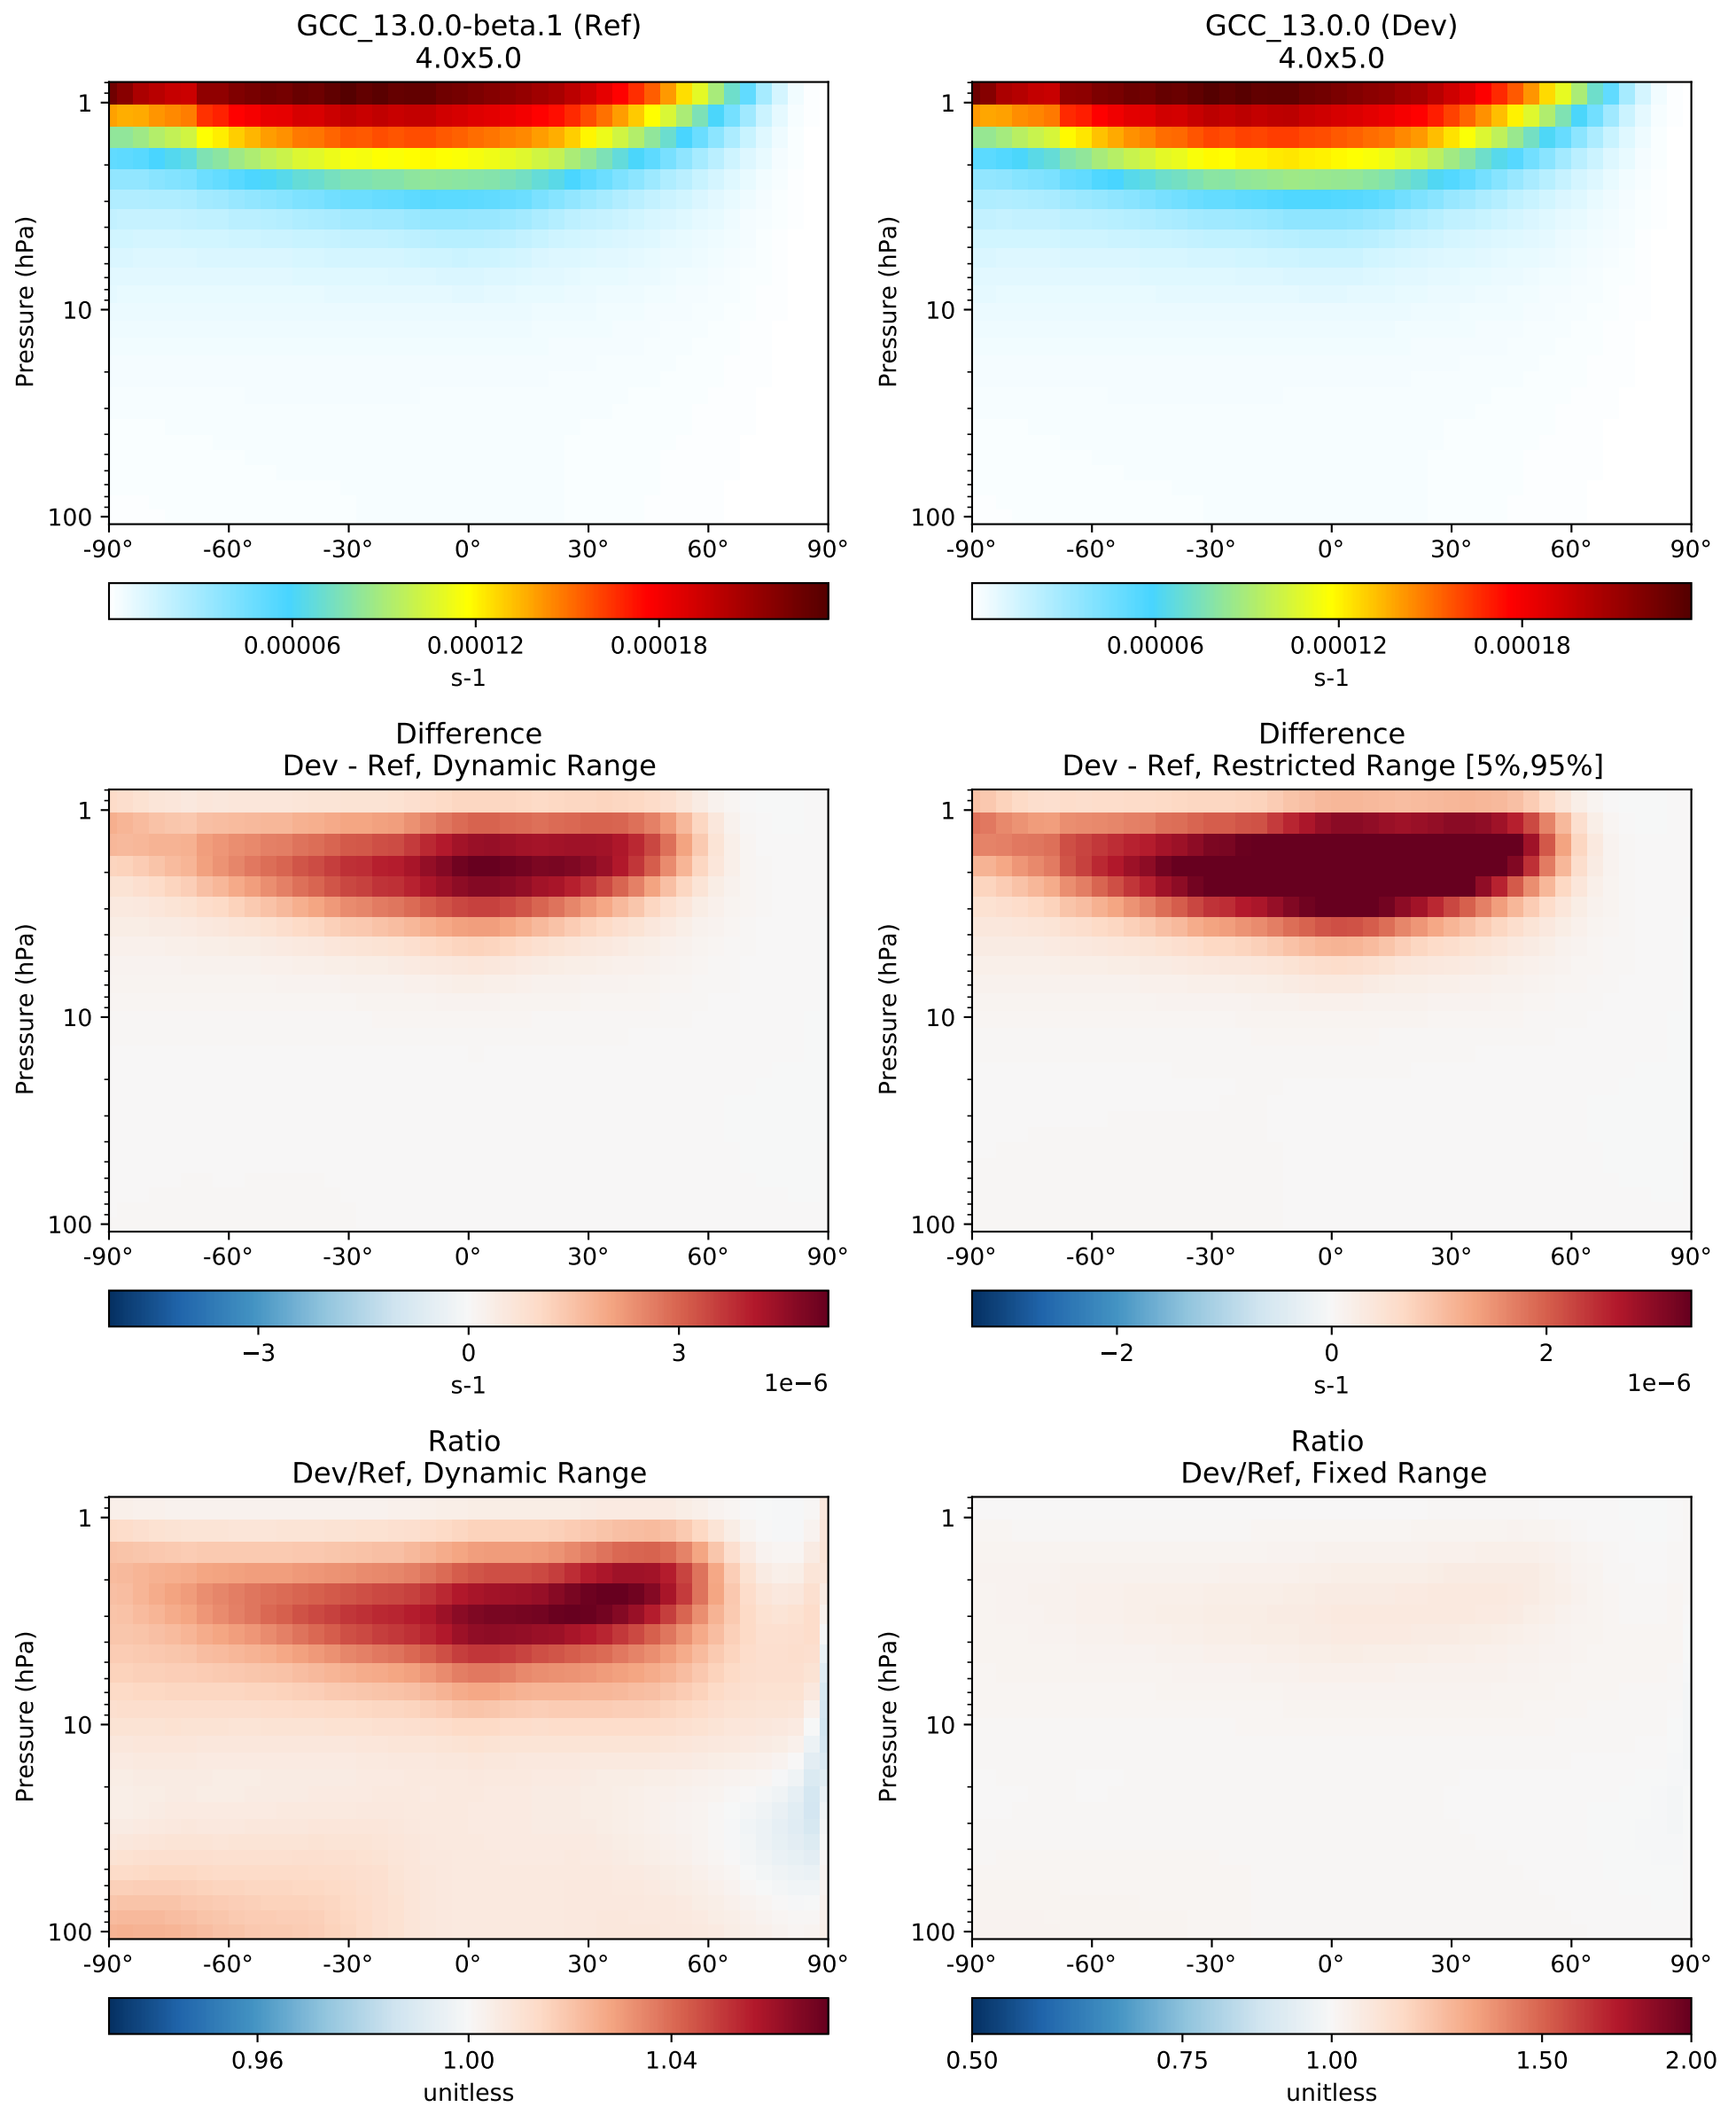 GCC_13.0.0-beta.1 (Ref)
4.0x5.0
Pressure (hPa)
1
10
100
-90° -60° -30° 0° 30° 60° 90°
0.00006 0.00012 0.00018
s-1
GCC_13.0.0 (Dev)
4.0x5.0
Pressure (hPa)
1
10
100
-90° -60° -30° 0° 30° 60° 90°
0.00006 0.00012 0.00018
s-1
Difference
Dev - Ref, Dynamic Range
Pressure (hPa)
1
10
100
-90° -60° -30° 0° 30° 60° 90°
−3 0 3
s-1
1e−6
Difference
Dev - Ref, Restricted Range [5%,95%]
Pressure (hPa)
1
10
100
-90° -60° -30° 0° 30° 60° 90°
−2 0 2
s-1
1e−6
Ratio
Dev/Ref, Dynamic Range
Pressure (hPa)
1
10
100
-90° -60° -30° 0° 30° 60° 90°
0.96 1.00 1.04
unitless
Ratio
Dev/Ref, Fixed Range
Pressure (hPa)
1
10
100
-90° -60° -30° 0° 30° 60° 90°
0.50 0.75 1.00 1.50 2.00
unitless